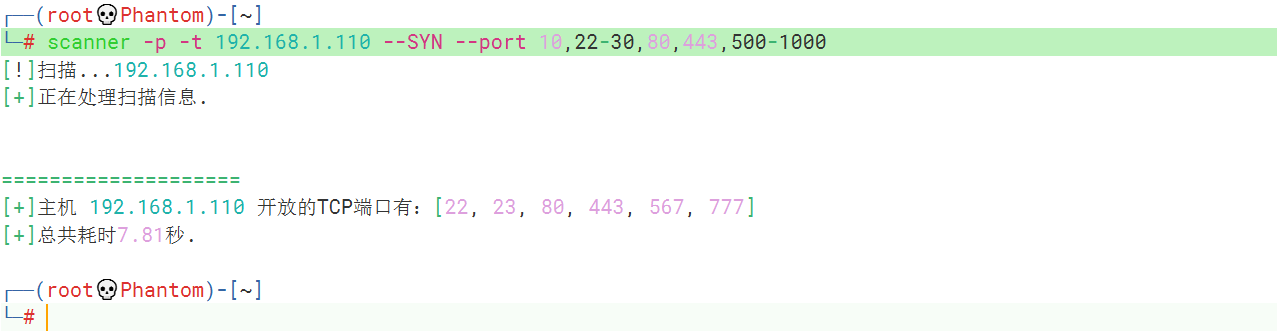 ┌──(root💀Phantom)-[~]
└─# scanner -p -t 192.168.1.110 --SYN --port 10,22-30,80,443,500-1000
[!]扫描...192.168.1.110
[+]正在处理扫描信息.
====================
[+]主机 192.168.1.110 开放的TCP端口有: [22, 23, 80, 443, 567, 777]
[+]总共耗时7.81秒.
┌──(root💀Phantom)-[~]
└─#